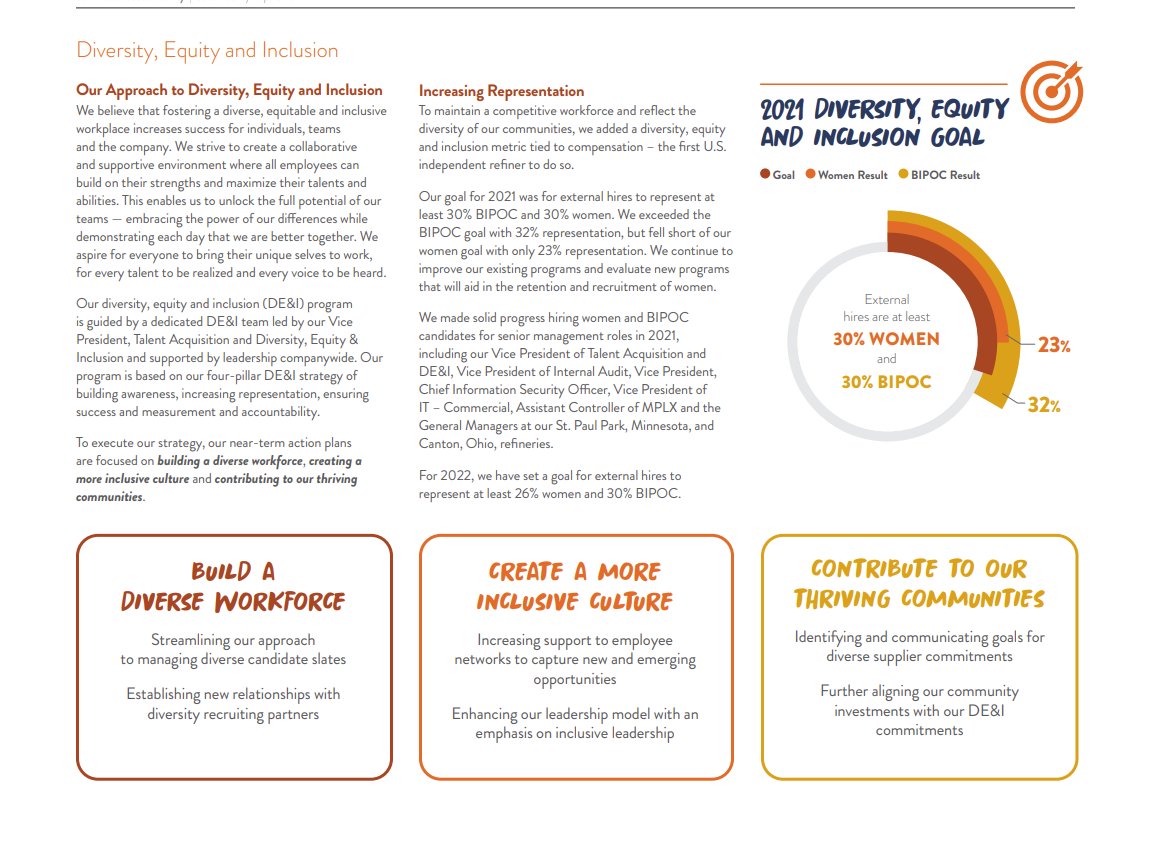 Diversity, Equity and Inclusion
Our Approach to Diversity, Equity and Inclusion
We believe that fostering a diverse, equitable and inclusive
workplace increases success for individuals, teams
and the company. We strive to create a collaborative
and supportive environment where all employees can
build on their strengths and maximize their talents and
abilities. This enables us to unlock the full potential of our
teams — embracing the power of our differences while
demonstrating each day that we are better together. We
aspire for everyone to bring their unique selves to work,
for every talent to be realized and every voice to be heard.
Our diversity, equity and inclusion (DE&I) program
is guided by a dedicated DE&I team led by our Vice
President, Talent Acquisition and Diversity, Equity &
Inclusion and supported by leadership companywide. Our
program is based on our four-pillar DE&I strategy of
building awareness, increasing representation, ensuring
success and measurement and accountability.
To execute our strategy, our near-term action plans
are focused on building a diverse workforce, creating a
more inclusive culture and contributing to our thriving
communities.
Increasing Representation
To maintain a competitive workforce and reflect the
diversity of our communities, we added a diversity, equity
and inclusion metric tied to compensation – the first U.S.
independent refiner to do so.
Our goal for 2021 was for external hires to represent at
least 30% BIPOC and 30% women. We exceeded the
BIPOC goal with 32% representation, but fell short of our
women goal with only 23% representation. We continue to
improve our existing programs and evaluate new programs
that will aid in the retention and recruitment of women.
We made solid progress hiring women and BIPOC
candidates for senior management roles in 2021,
including our Vice President of Talent Acquisition and
DE&I, Vice President of Internal Audit, Vice President,
Chief Information Security Officer, Vice President of
IT – Commercial, Assistant Controller of MPLX and the
General Managers at our St. Paul Park, Minnesota, and
Canton, Ohio, refineries.
For 2022, we have set a goal for external hires to
represent at least 26% women and 30% BIPOC.
2021 DIVERSITY, EQUITY
AND INCLUSION GOAL
Goal Women Result BIPOC Result
External
hires are at least
30% WOMEN
and
30% BIPOC
23%
32%
BUILD A
DIVERSE WORKFORCE
Streamlining our approach
to managing diverse candidate slates
Establishing new relationships with
diversity recruiting partners
CREATE A MORE
INCLUSIVE CULTURE
Increasing support to employee
networks to capture new and emerging
opportunities
Enhancing our leadership model with an
emphasis on inclusive leadership
CONTRIBUTE TO OUR
THRIVING COMMUNITIES
Identifying and communicating goals for
diverse supplier commitments
Further aligning our community
investments with our DE&I
commitments